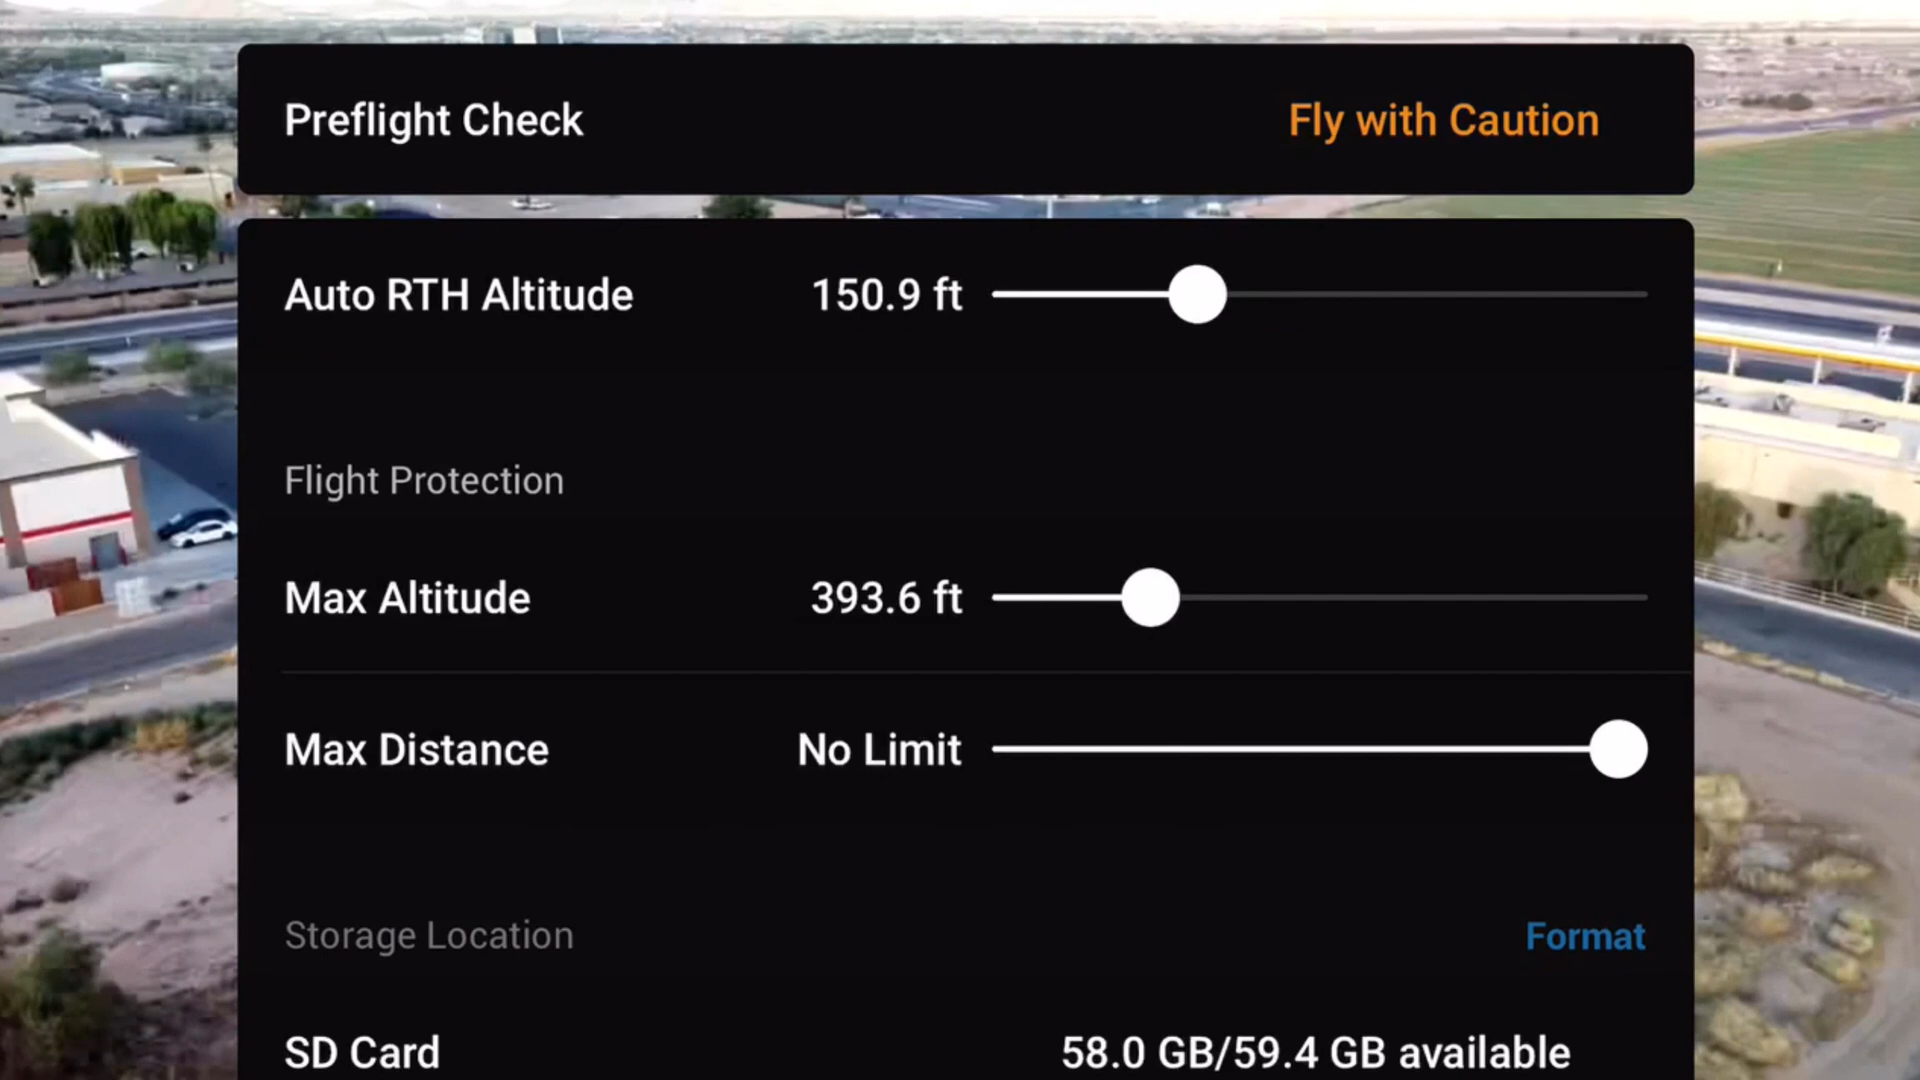 Preflight Check
Fly with Caution
Auto RTH Altitude 150.9 ft
Flight Protection
Max Altitude 393.6 ft
Max Distance No Limit
Storage Location Format
SD Card 58.0 GB/59.4 GB available